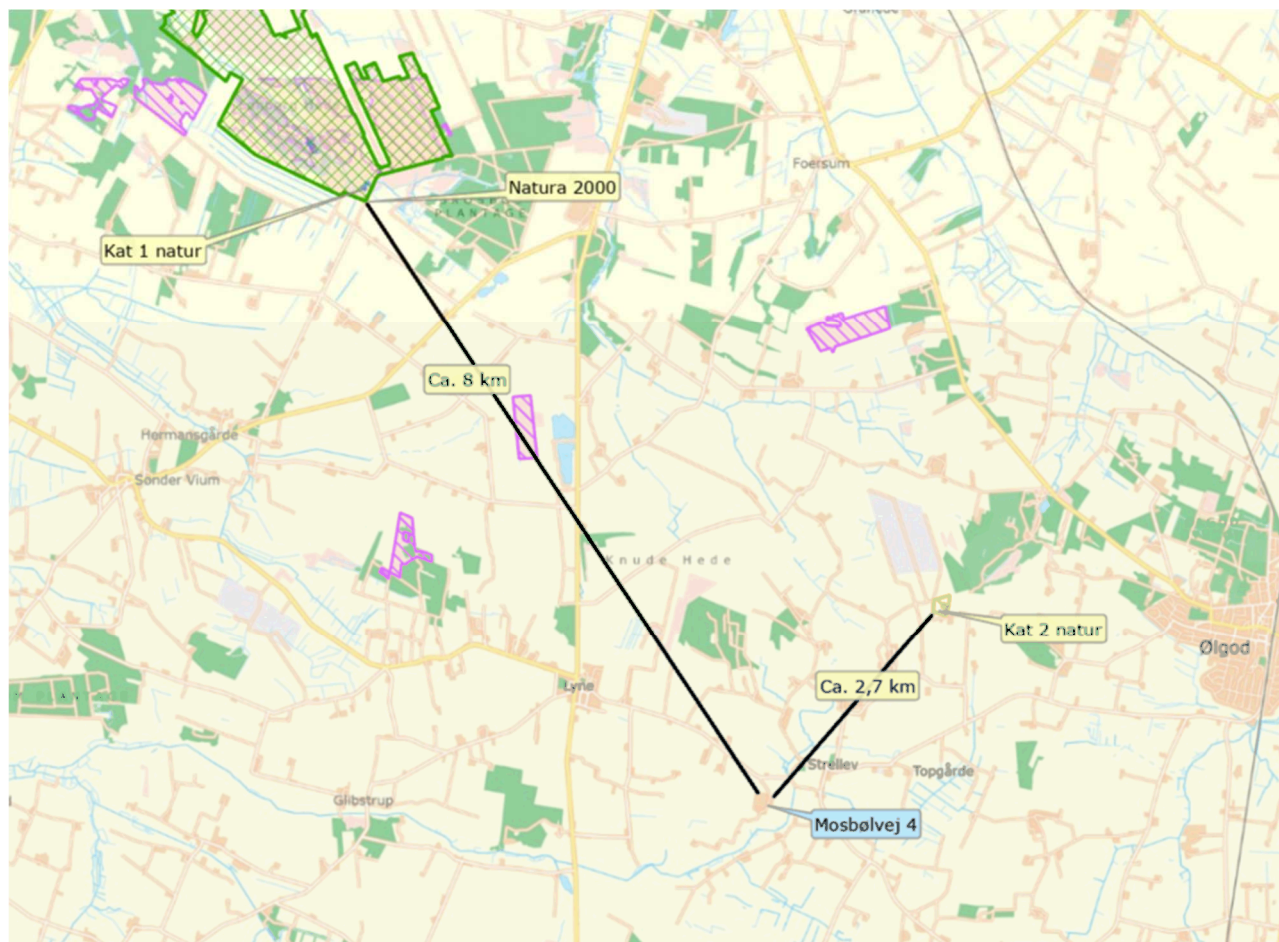 Foersum
Natura 2000
PLANTAGE
Kat 1 natur
Ca. 8 km
Hermansgårde
Sønder Vium
Knude Hede
Kat 2 natur
Ølgod
Lyne
Ca. 2,7 km
Strellev
Topgårde
Glibstrup
Mosbølvej 4